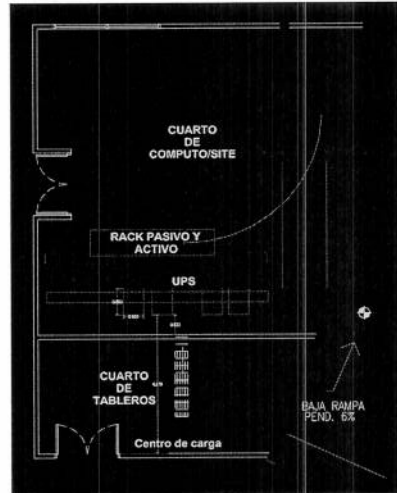 CUARTO
DE
COMPUTO/SITE
RACK PASIVO Y
ACTIVO
UPS
CUARTO
DE
TABLEROS
BAJA RAMPA
PEND. 6%
Centro de carga